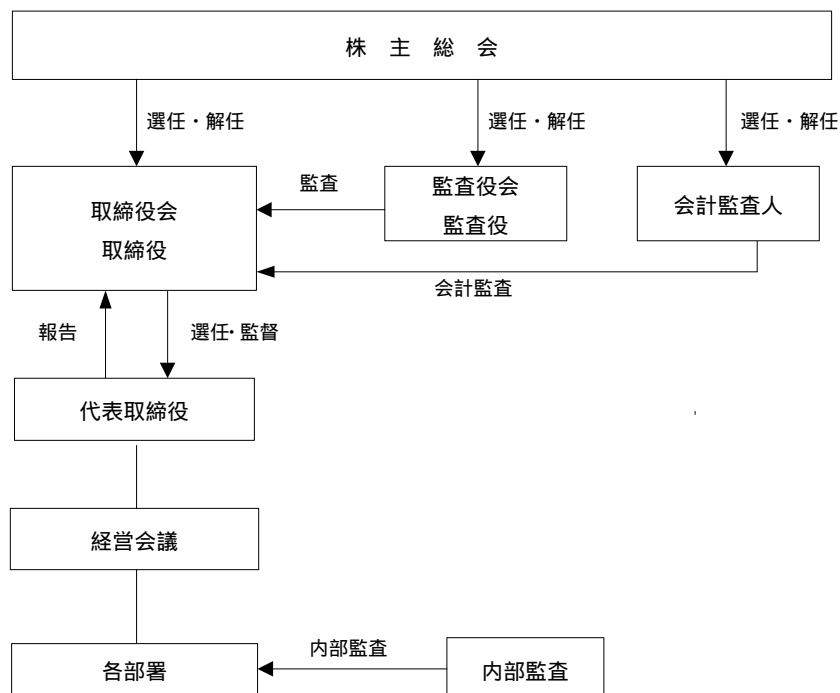 株 主 総 会
選任・解任
選任・解任
選任・解任
取締役会
取締役
監査
監査役会
監査役
会計監査人
会計監査
報告
選任・監督
代表取締役
経営会議
各部署
内部監査
内部監査